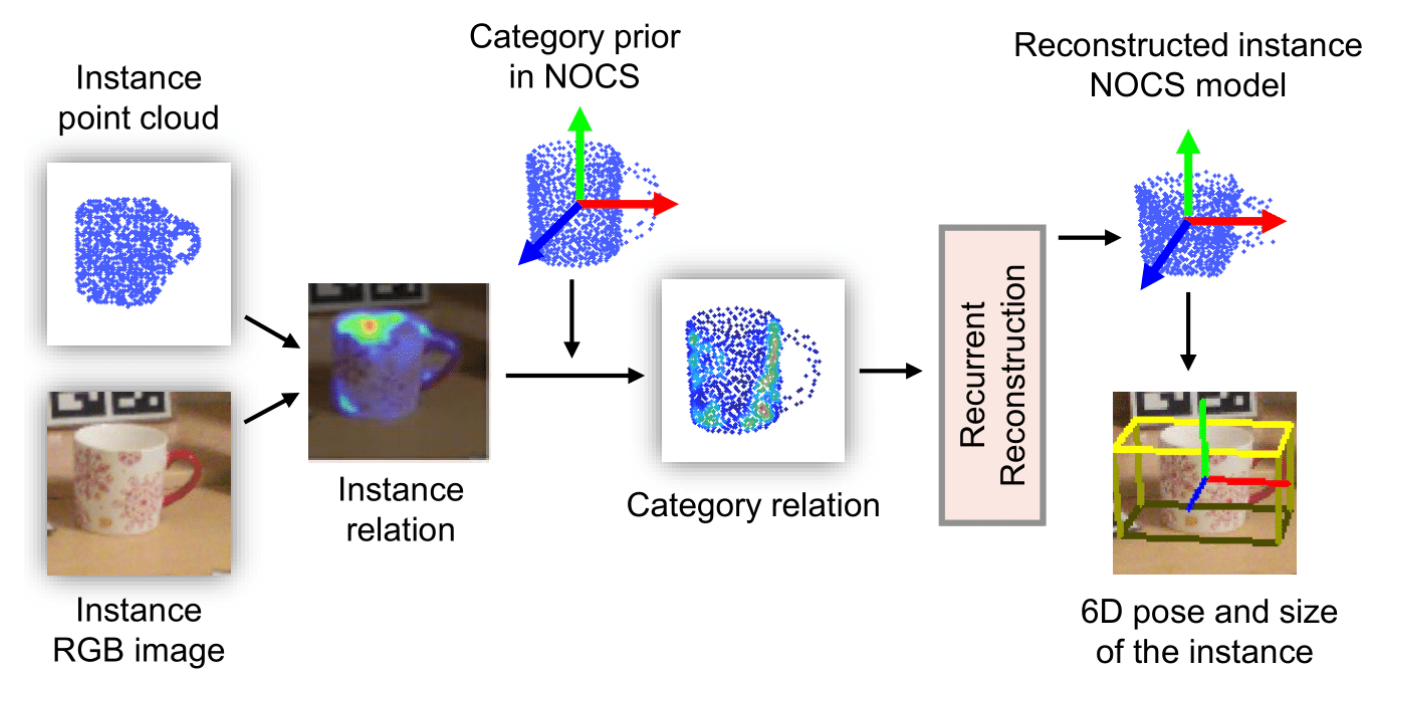 Instance
point cloud
Category prior
in NOCS
Reconstructed instance
NOCS model
Instance
relation
Category relation
Recurrent
Reconstruction
Instance
RGB image
6D pose and size
of the instance